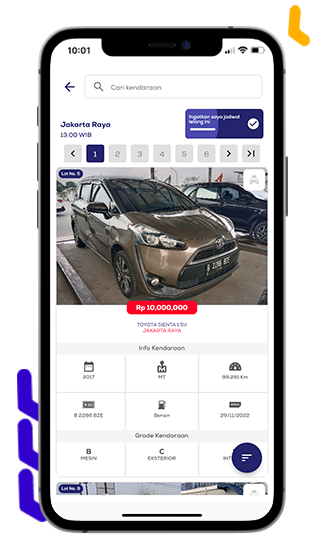 10:01
Cari kendaraan
Jakarta Raya
13:00 WIB
Ingatkan saya jadwal
lelang ini
1 2 3 4 5 6
Lot No. 5
B 2286 BZE
Rp 10,000,000
TOYOTA SIENTA 1 5V
JAKARTA RAYA
Info Kendaraan
2017 MT 99.291 Km
B 2286 BZE Bensin 29/11/2022
Grade Kendaraan
B C
MESIN EKSTERIOR
Lot No. 9